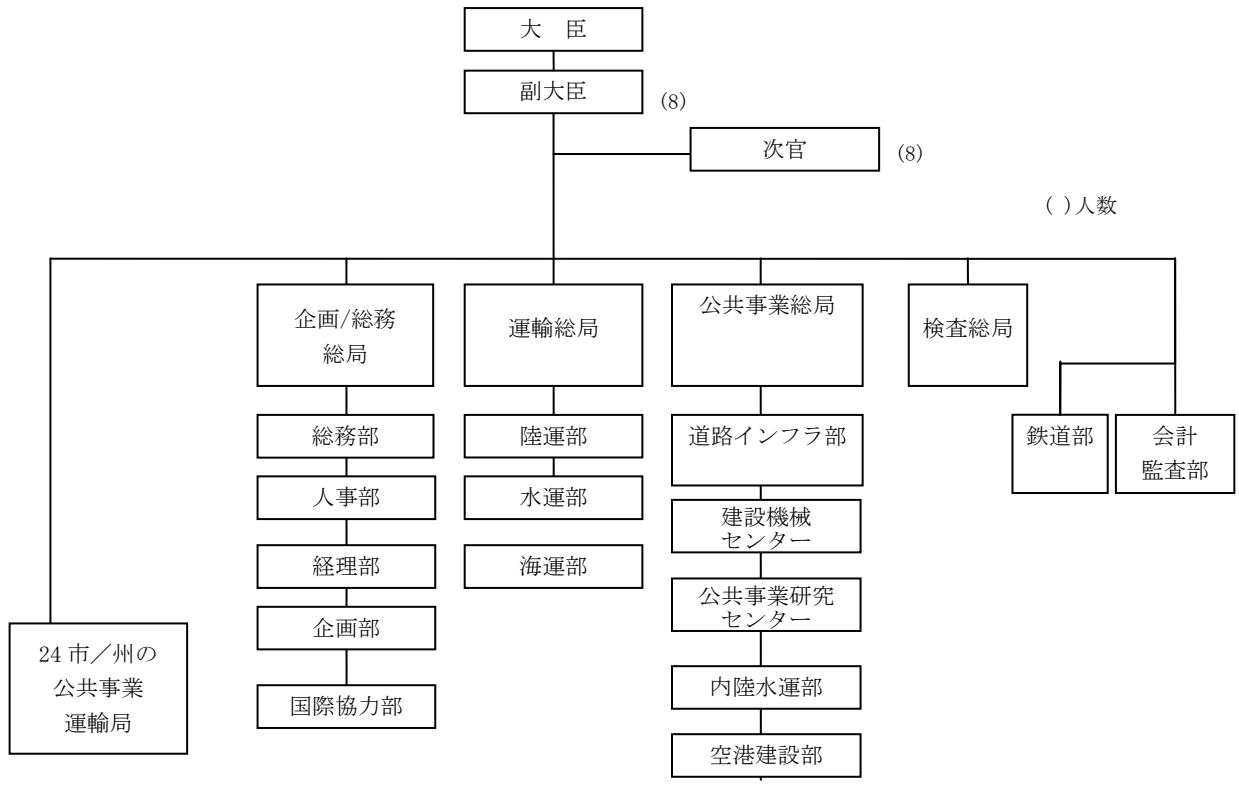 大　臣
副大臣
(8)
次官
(8)
( )人数
企画/総務
総局
運輸総局
公共事業総局
検査総局
総務部
陸運部
道路インフラ部
鉄道部
会計
監査部
人事部
水運部
建設機械
センター
経理部
海運部
公共事業研究
センター
企画部
24 市／州の
公共事業
運輸局
国際協力部
内陸水運部
空港建設部